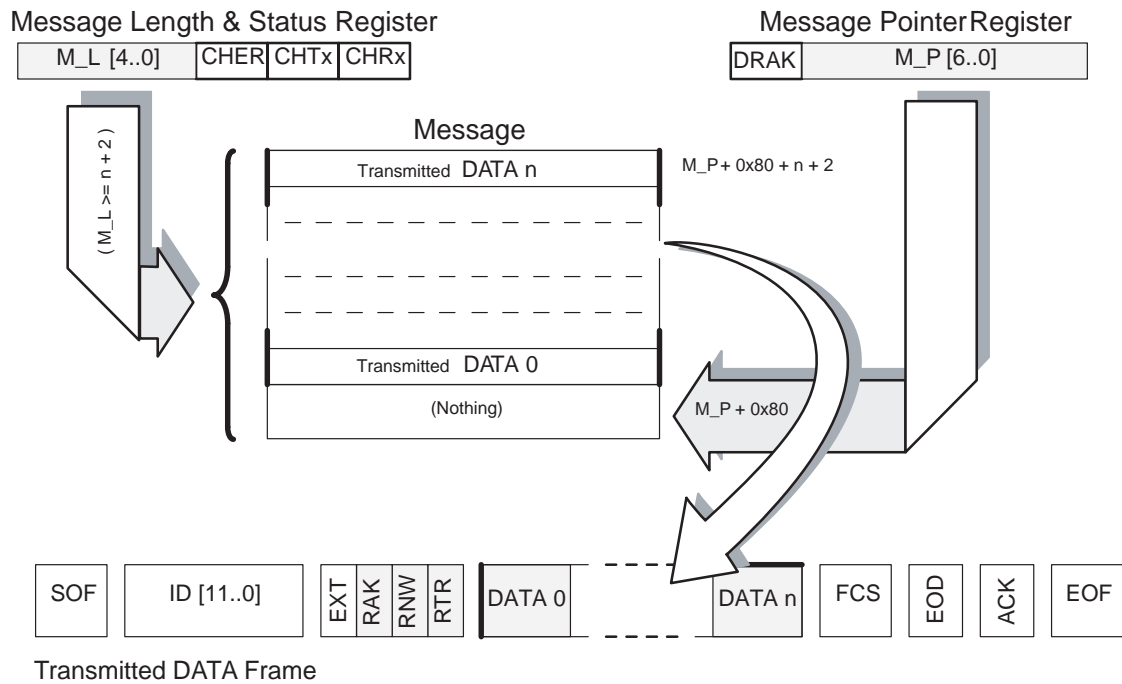 Message Length & Status Register
Message Pointer Register
M_L [4..0] CHER CHTx CHRx
DRAK M_P [6..0]
( M_L >= n + 2 )
Message
Transmitted DATA n
M_P + 0x80 + n + 2
Transmitted DATA 0
(Nothing)
M_P + 0x80
SOF ID [11..0] EXT RAK RNW RTR DATA 0 DATA n FCS EOD ACK EOF
Transmitted DATA Frame